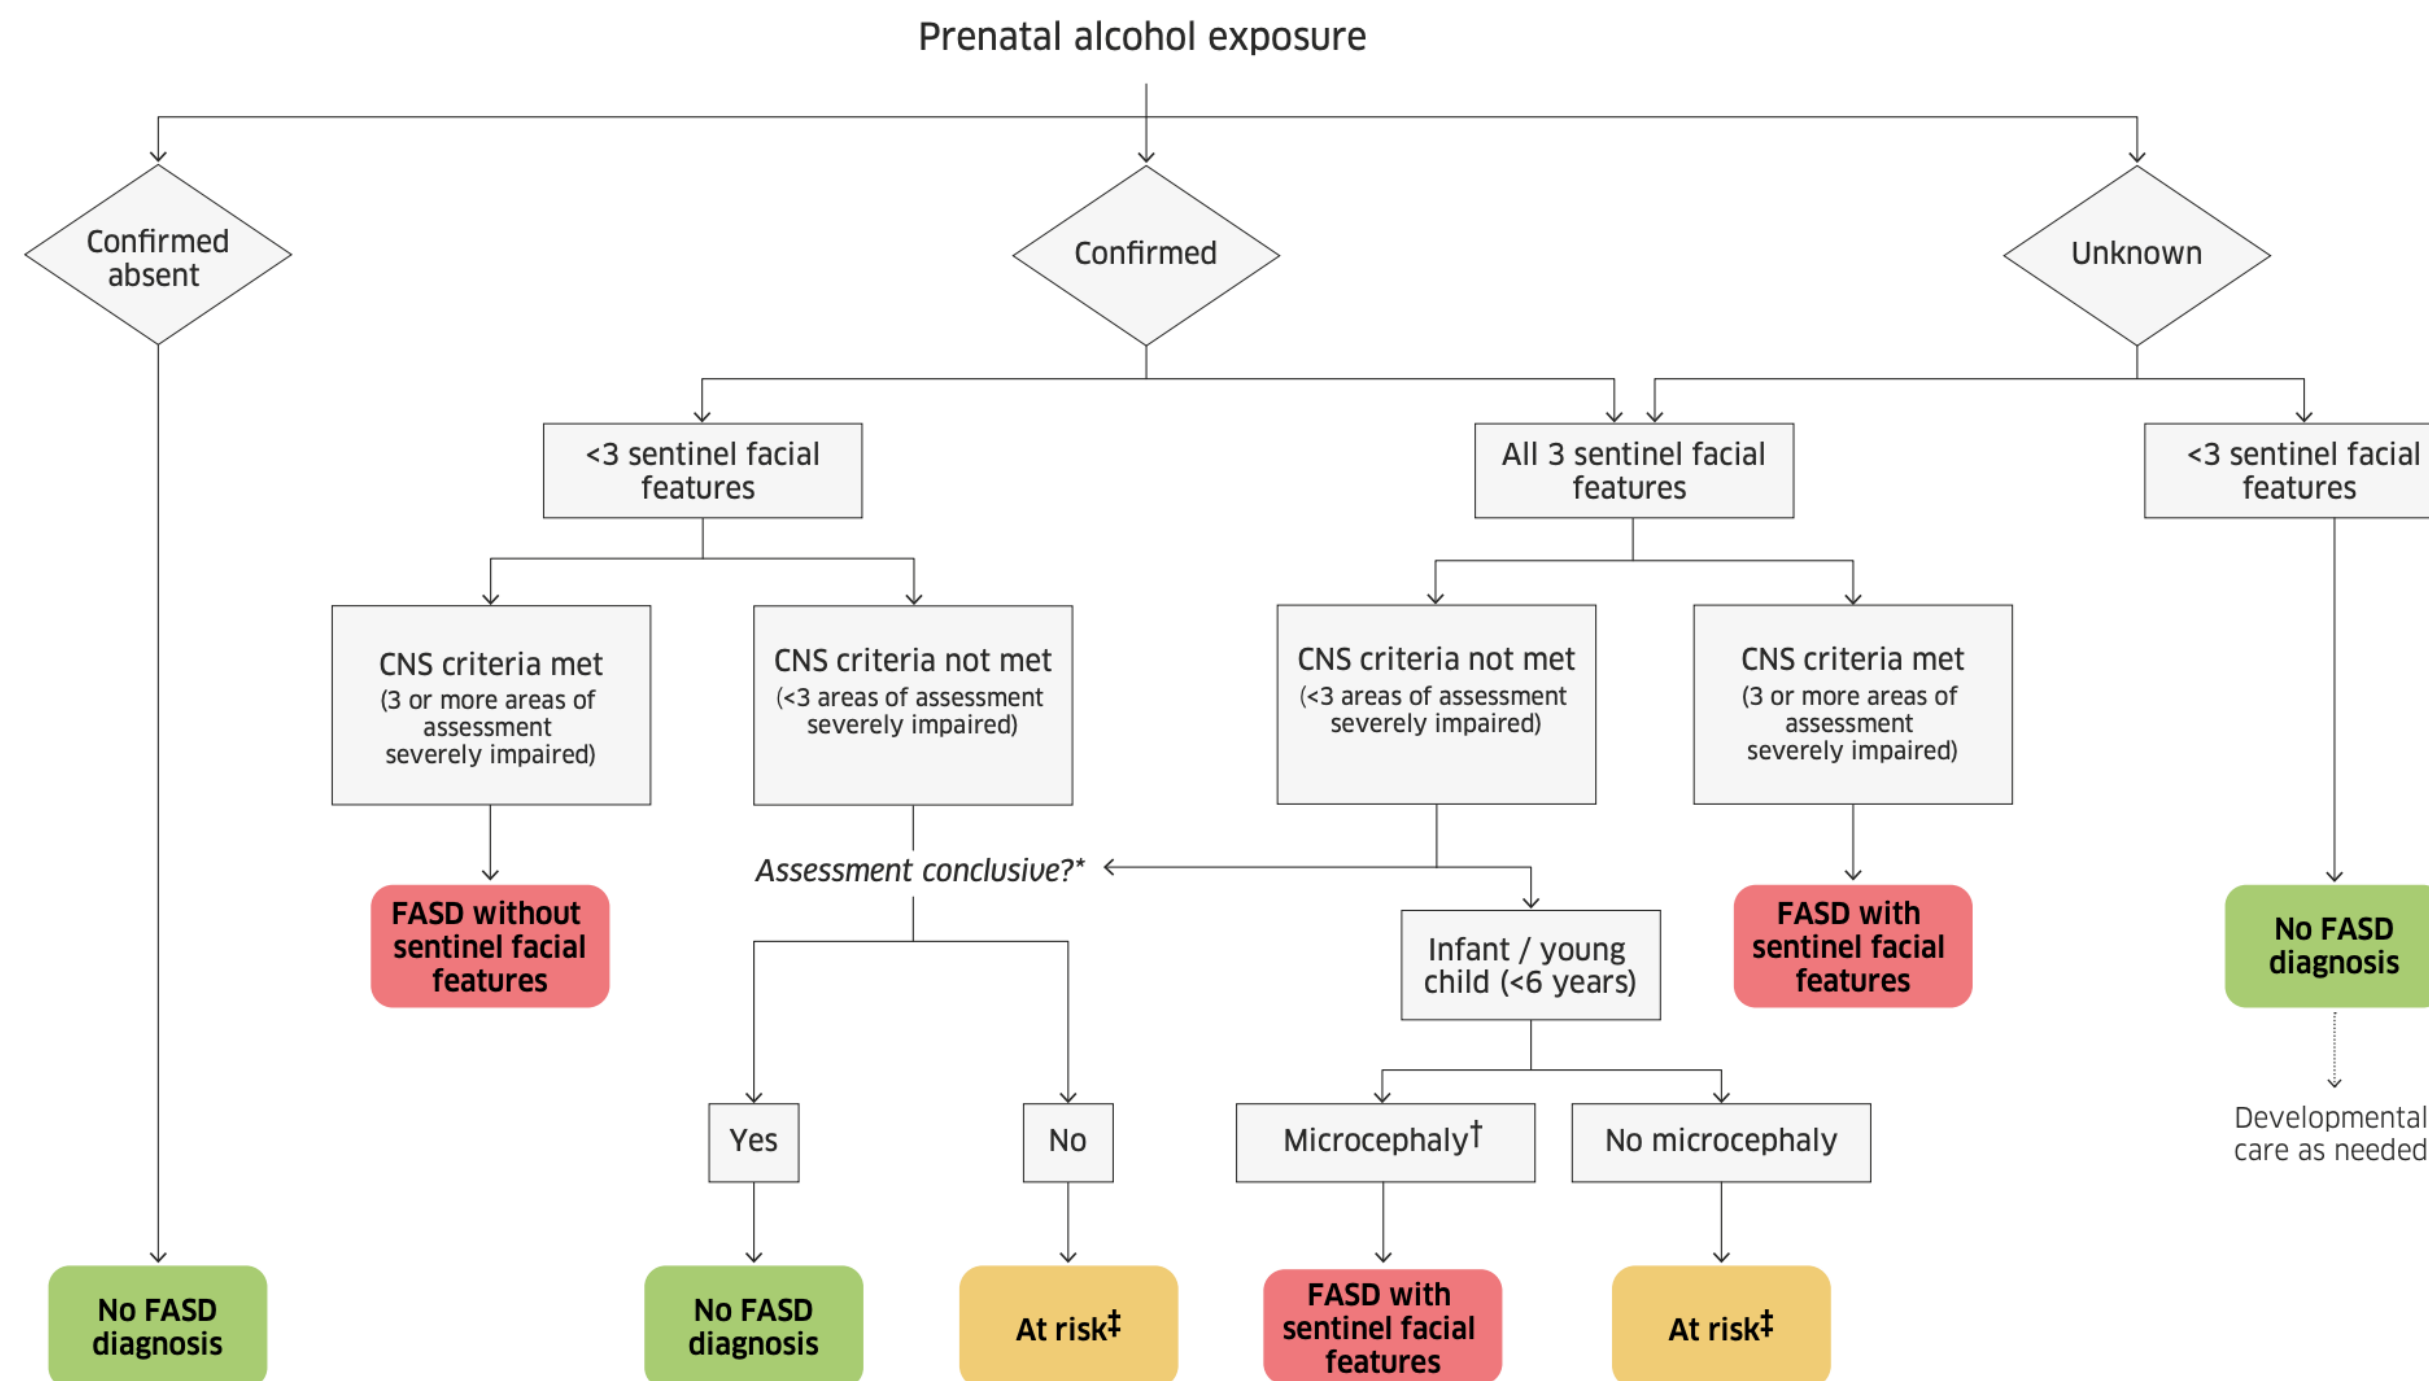 Prenatal alcohol exposure
Confirmed
absent
Confirmed
Unknown
<3 sentinel facial
features
All 3 sentinel facial
features
<3 sentinel facial
features
CNS criteria met
(3 or more areas of
assessment
severely impaired)
CNS criteria not met
(<3 areas of assessment
severely impaired)
CNS criteria not met
(<3 areas of assessment
severely impaired)
CNS criteria met
(3 or more areas of
assessment
severely impaired)
Assessment conclusive?*
FASD without
sentinel facial
features
Infant / young
child (<6 years)
FASD with
sentinel facial
features
No FASD
diagnosis
Yes
No
Microcephaly†
No microcephaly
Developmental
care as needed
No FASD
diagnosis
No FASD
diagnosis
At risk‡
FASD with
sentinel facial
features
At risk‡